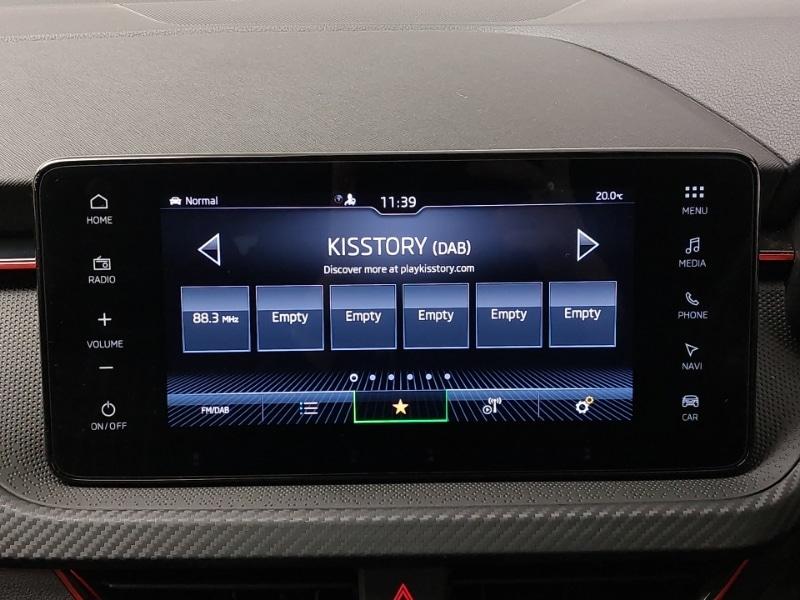 Normal
11:39
20.0°C
KISSTORY (DAB)
Discover more at playkisstory.com
88.3 MHz
Empty
Empty
Empty
Empty
Empty
FM/DAB
HOME
RADIO
+
VOLUME
−
ON/OFF
MENU
MEDIA
PHONE
NAVI
CAR